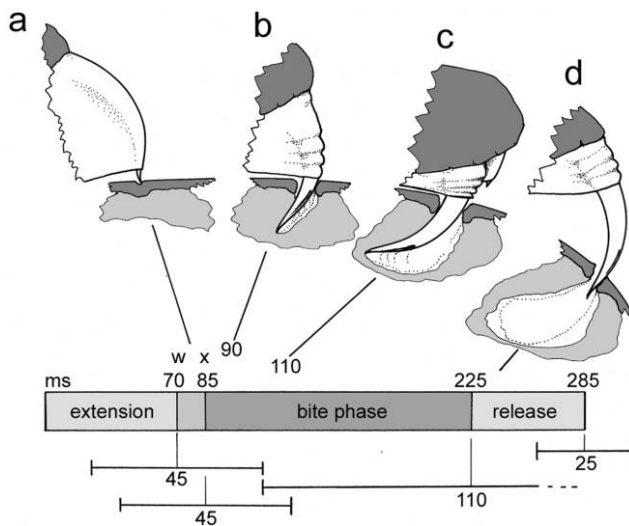 a
b
c
d
w x 90 110
ms 70 85 225 285
extension bite phase release
45 25
45 110